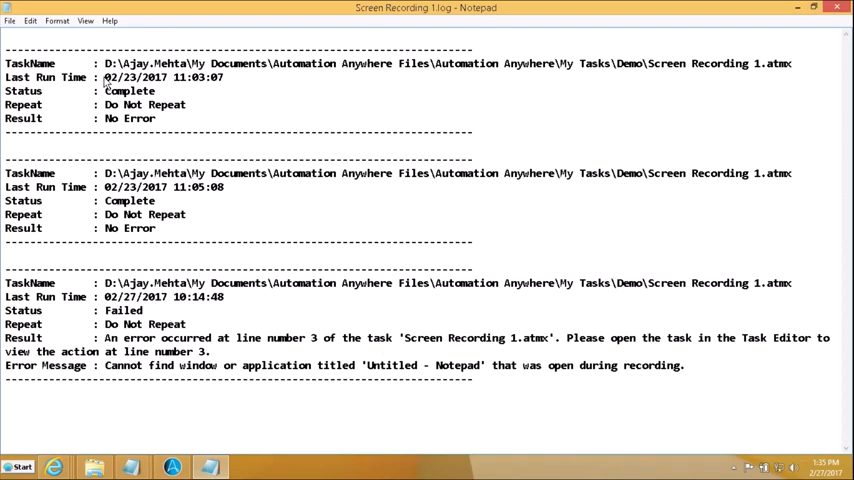 Screen Recording 1.log - Notepad
File Edit Format View Help
--------------------------------------------------------------------------
TaskName : D:\Ajay.Mehta\My Documents\Automation Anywhere Files\Automation Anywhere\My Tasks\Demo\Screen Recording 1.atmx
Last Run Time : 02/23/2017 11:03:07
Status : Complete
Repeat : Do Not Repeat
Result : No Error
--------------------------------------------------------------------------
--------------------------------------------------------------------------
TaskName : D:\Ajay.Mehta\My Documents\Automation Anywhere Files\Automation Anywhere\My Tasks\Demo\Screen Recording 1.atmx
Last Run Time : 02/23/2017 11:05:08
Status : Complete
Repeat : Do Not Repeat
Result : No Error
--------------------------------------------------------------------------
--------------------------------------------------------------------------
TaskName : D:\Ajay.Mehta\My Documents\Automation Anywhere Files\Automation Anywhere\My Tasks\Demo\Screen Recording 1.atmx
Last Run Time : 02/27/2017 10:14:48
Status : Failed
Repeat : Do Not Repeat
Result : An error occurred at line number 3 of the task 'Screen Recording 1.atmx'. Please open the task in the Task Editor to
view the action at line number 3.
Error Message : Cannot find window or application titled 'Untitled - Notepad' that was open during recording.
--------------------------------------------------------------------------
Start
1:35 PM
2/27/2017